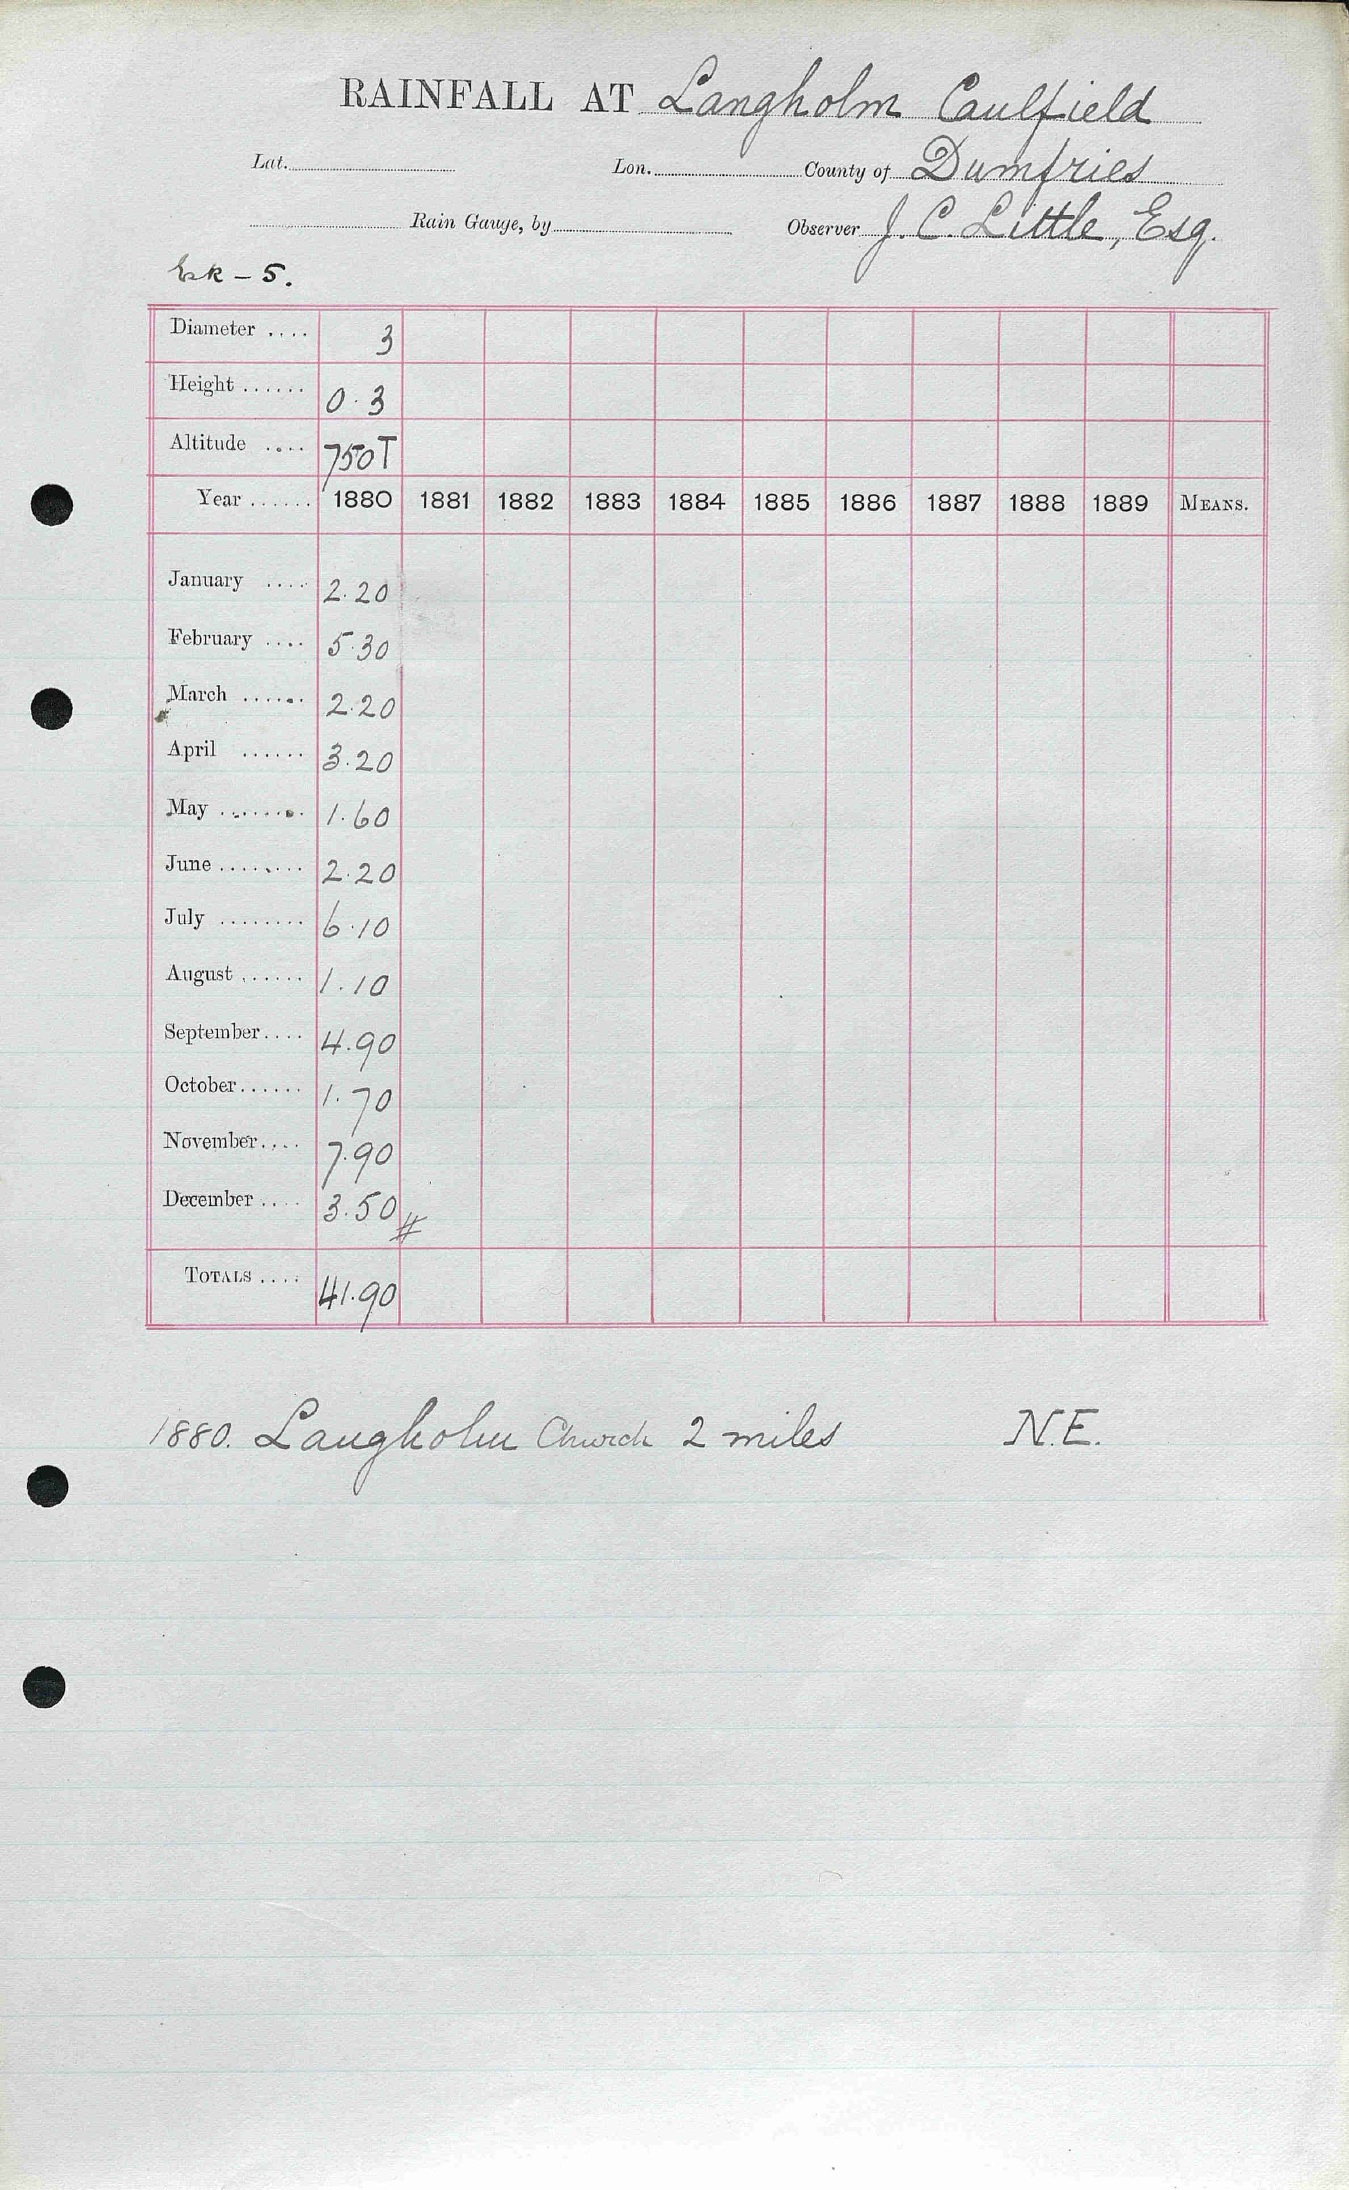 RAINFALL AT Langholm Caulfield
Lat. Lon. County of Dumfries
Rain Gauge, by Observer J. C. Little, Esq.
Esk – 5.
Diameter .... 3
Height ...... 0.3
Altitude .... 750T
Year ...... 1880 1881 1882 1883 1884 1885 1886 1887 1888 1889 MEANS.
January .... 2.20
February .... 5.30
March ...... 2.20
April ...... 3.20
May ........ 1.60
June ........ 2.20
July ........ 6.10
August ...... 1.10
September .... 4.90
October ...... 1.70
November .... 7.90
December .... 3.50 #
TOTALS .... 41.90
1880. Langholm Church 2 miles N.E.